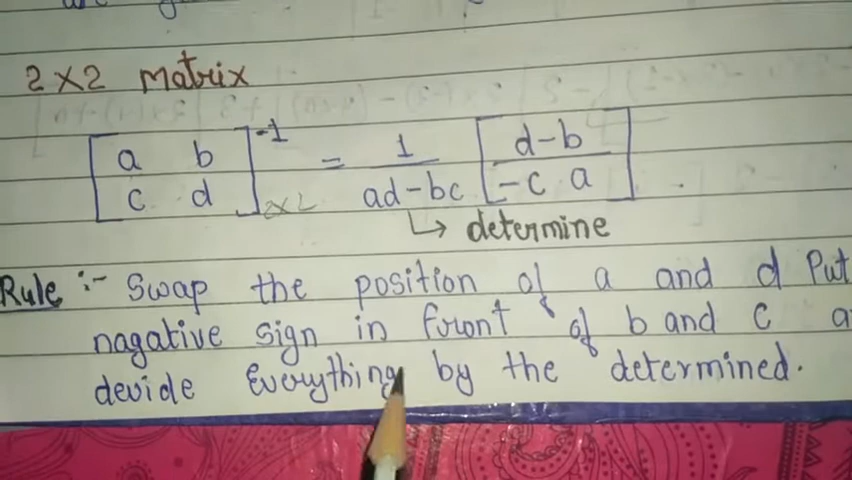 2×2 Matrix
[a b
c d]⁻¹ 2×2 = 1/(ad-bc) [d -b
-c a]
↳ determine
Rule :- Swap the position of a and d Put
nagative sign in front of b and c
devide Everything by the determined.